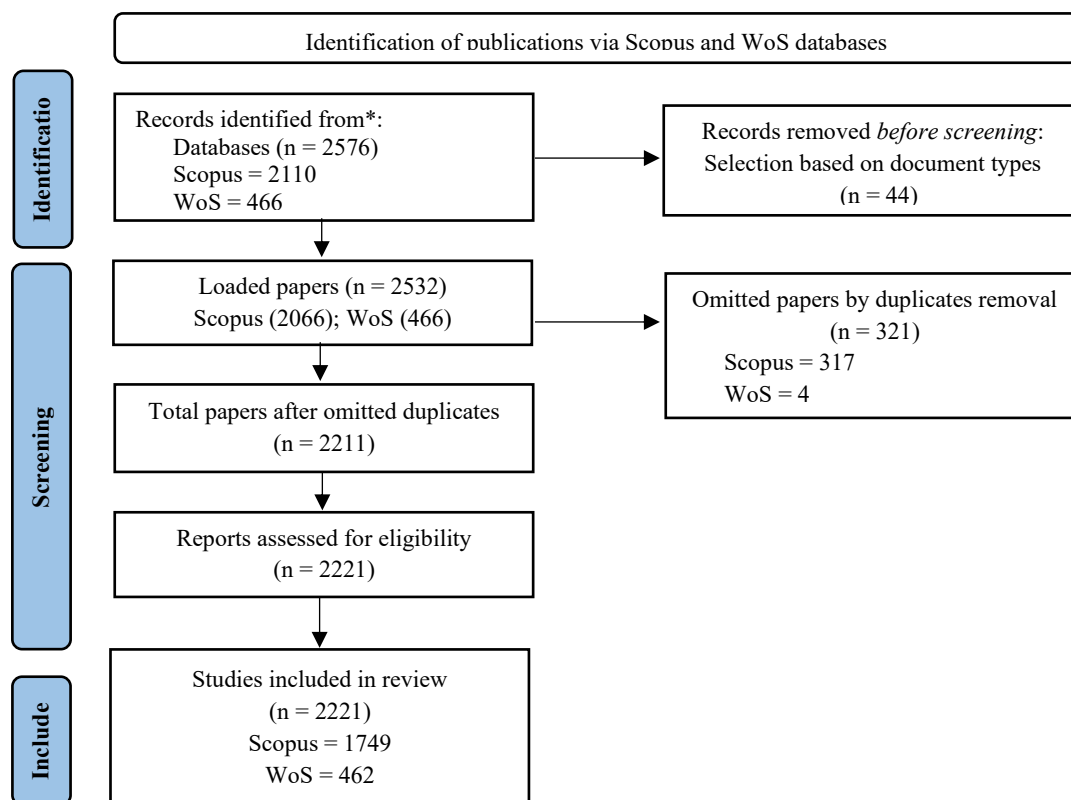 Identification of publications via Scopus and WoS databases
Identificatio
Records identified from*:
Databases (n = 2576)
Scopus = 2110
WoS = 466
Records removed before screening:
Selection based on document types
(n = 44)
Screening
Loaded papers (n = 2532)
Scopus (2066); WoS (466)
Omitted papers by duplicates removal
(n = 321)
Scopus = 317
WoS = 4
Total papers after omitted duplicates
(n = 2211)
Reports assessed for eligibility
(n = 2221)
Include
Studies included in review
(n = 2221)
Scopus = 1749
WoS = 462